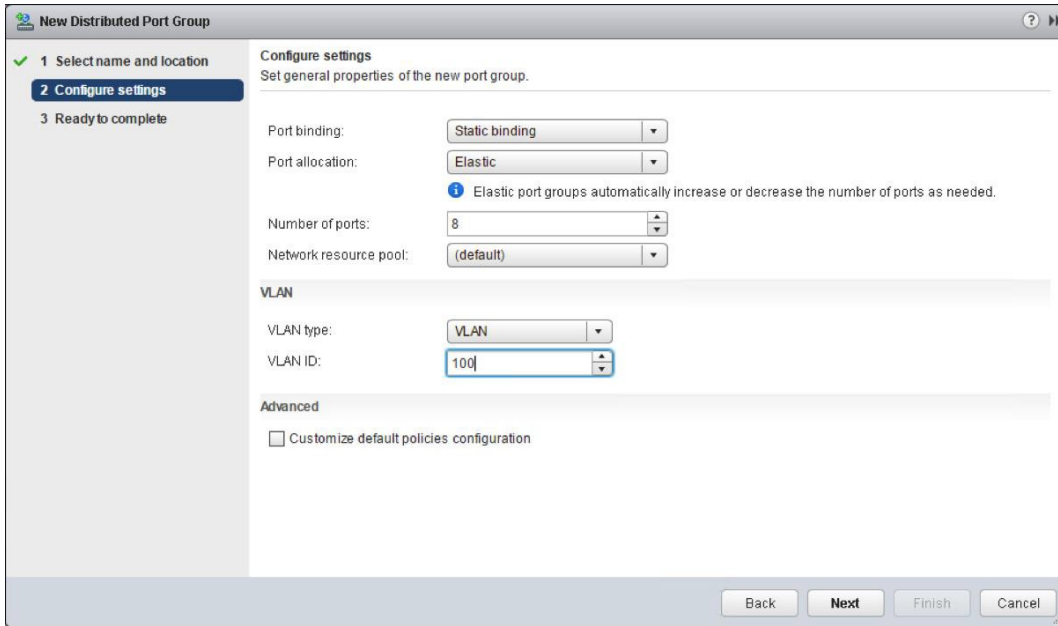 New Distributed Port Group
1 Select name and location
2 Configure settings
3 Ready to complete
Configure settings
Set general properties of the new port group.
Port binding: Static binding
Port allocation: Elastic
Elastic port groups automatically increase or decrease the number of ports as needed.
Number of ports: 8
Network resource pool: (default)
VLAN
VLAN type: VLAN
VLAN ID: 100
Advanced
Customize default policies configuration
Back Next Finish Cancel